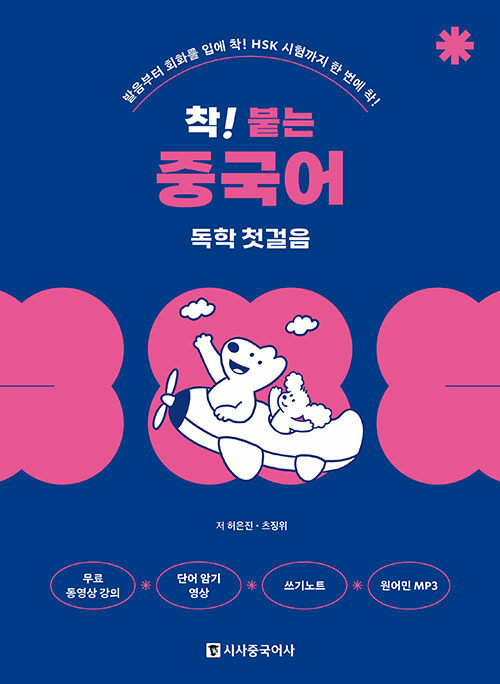 발음부터 회화를 입에 착! HSK 시험까지 한 번에 착!
착! 붙는
중국어
독학 첫걸음
저 허은진 · 츠징위
무료
동영상 강의
단어 암기
영상
쓰기노트
원어민 MP3
시사중국어사